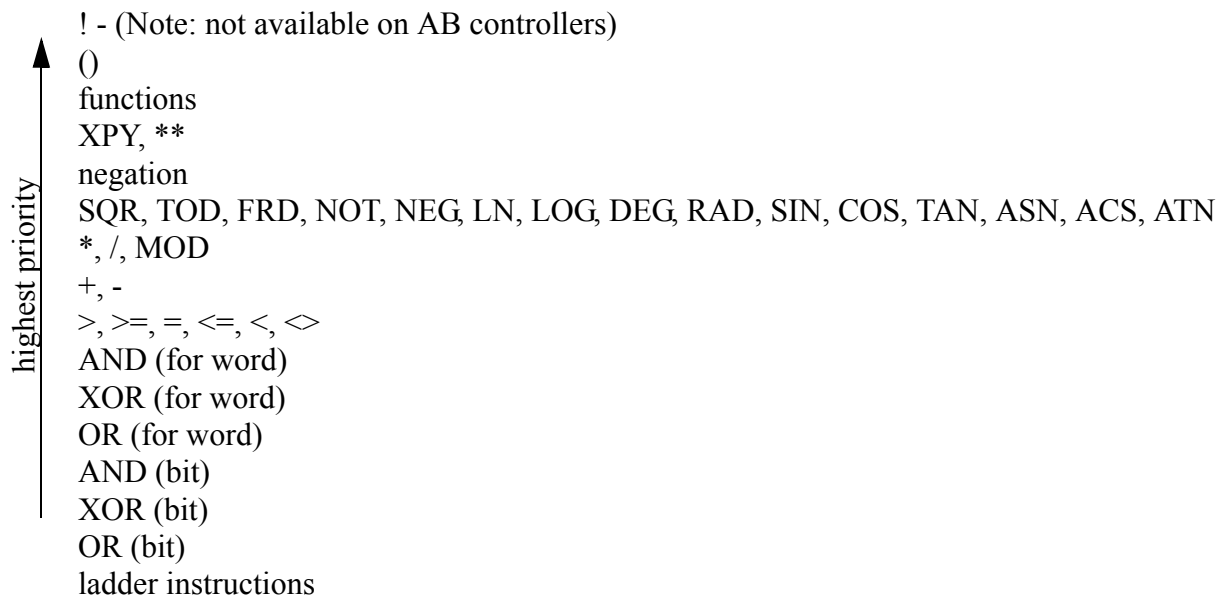 ! - (Note: not available on AB controllers)
()
functions
XPY, **
negation
SQR, TOD, FRD, NOT, NEG, LN, LOG, DEG, RAD, SIN, COS, TAN, ASN, ACS, ATN
*, /, MOD
+, -
>, >=, =, <=, <, <>
AND (for word)
XOR (for word)
OR (for word)
AND (bit)
XOR (bit)
OR (bit)
ladder instructions
highest priority